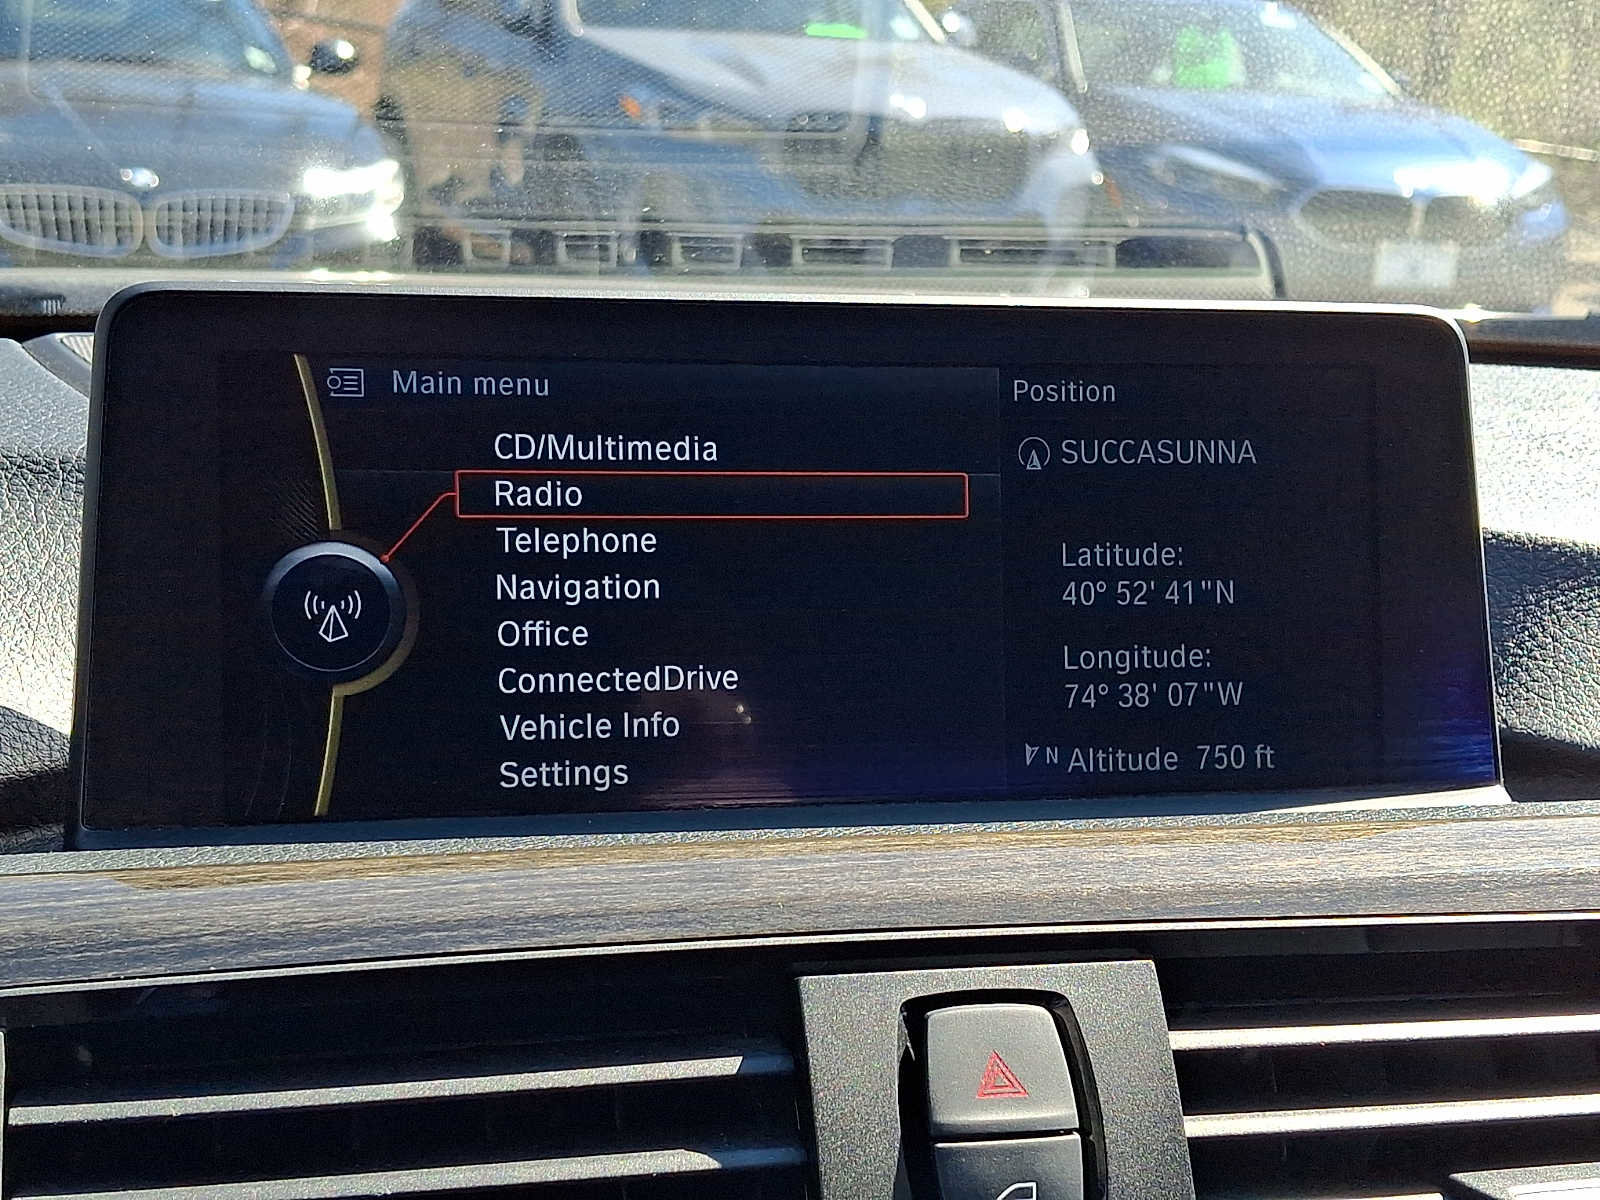 Main menu
CD/Multimedia
Radio
Telephone
Navigation
Office
ConnectedDrive
Vehicle Info
Settings
Position
SUCCASUNNA
Latitude:
40° 52' 41"N
Longitude:
74° 38' 07"W
N Altitude 750 ft